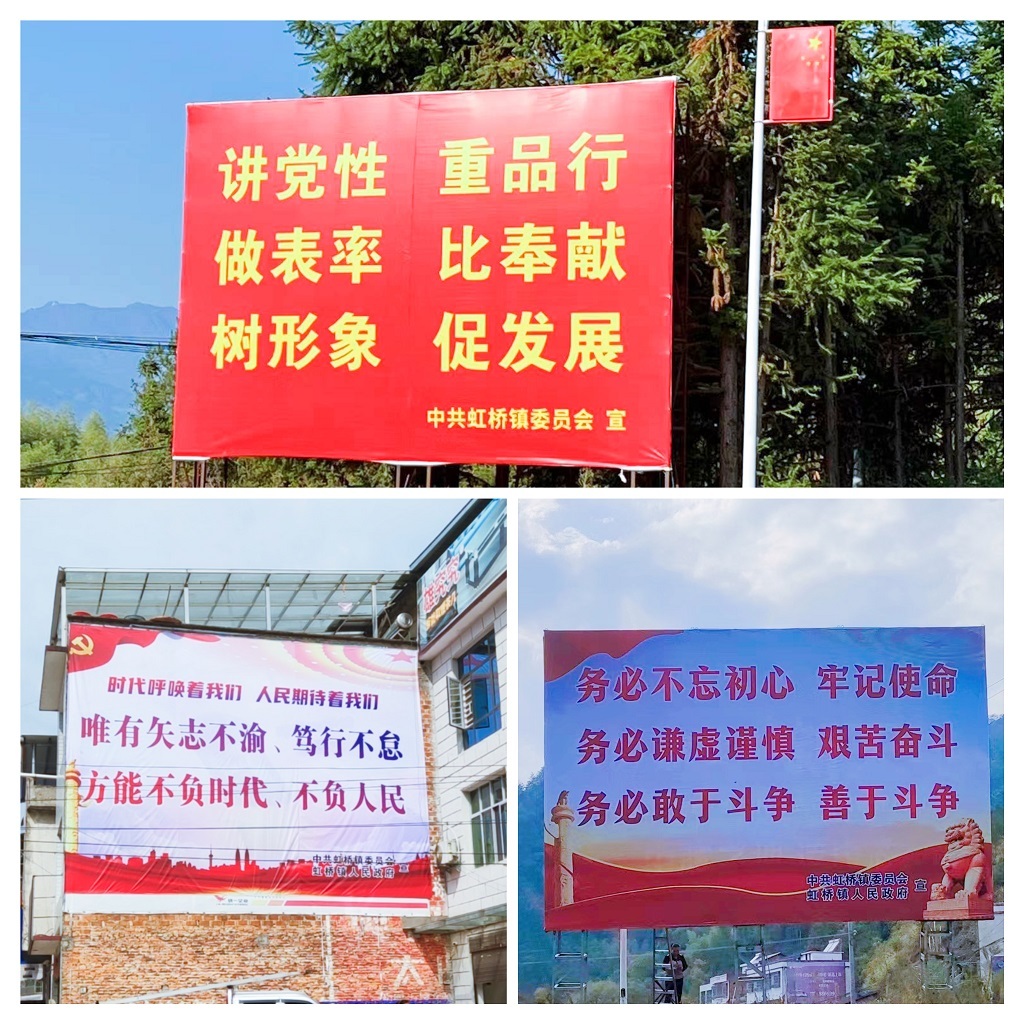 讲党性 重品行
做表率 比奉献
树形象 促发展
中共虹桥镇委员会 宣
时代呼唤着我们 人民期待着我们
唯有矢志不渝、笃行不怠
方能不负时代、不负人民
中共虹桥镇委员会
虹桥镇人民政府 宣
大
务必不忘初心 牢记使命
务必谦虚谨慎 艰苦奋斗
务必敢于斗争 善于斗争
中共虹桥镇委员会
虹桥镇人民政府 宣